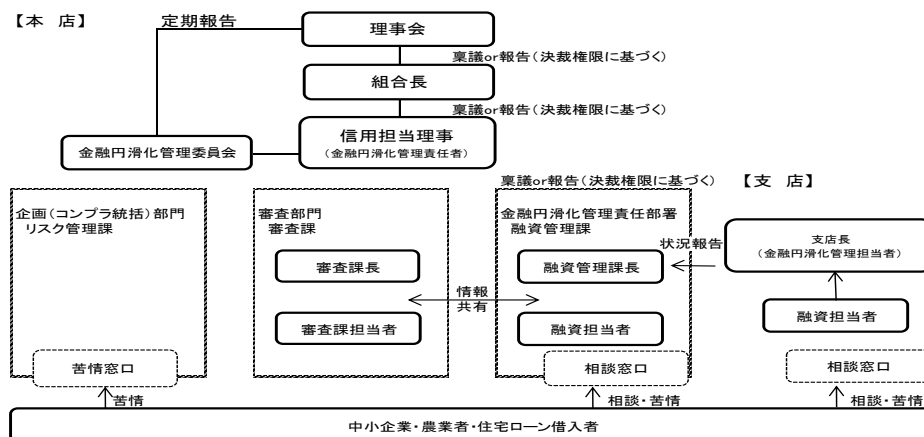 【本　店】
定期報告
理事会
稟議or報告（決裁権限に基づく）
組合長
稟議or報告（決裁権限に基づく）
信用担当理事
（金融円滑化管理責任者）
金融円滑化管理委員会
稟議or報告（決裁権限に基づく）
【支　店】
企画（コンプラ統括）部門
リスク管理課
審査部門
審査課
審査課長
審査課担当者
情報
共有
金融円滑化管理責任部署
融資管理課
融資管理課長
融資担当者
状況報告
支店長
（金融円滑化管理担当者）
融資担当者
苦情窓口
相談窓口
相談窓口
苦情
相談・苦情
相談・苦情
中小企業・農業者・住宅ローン借入者